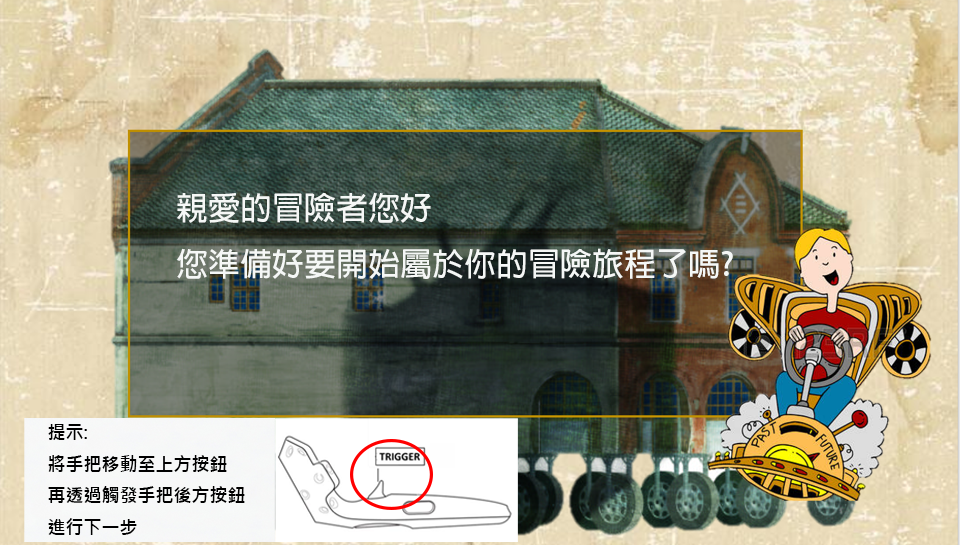 親愛的冒險者您好
您準備好要開始屬於你的冒險旅程了嗎?
PAST
FUTURE
提示:
將手把移動至上方按鈕
再透過觸發手把後方按鈕
進行下一步
TRIGGER